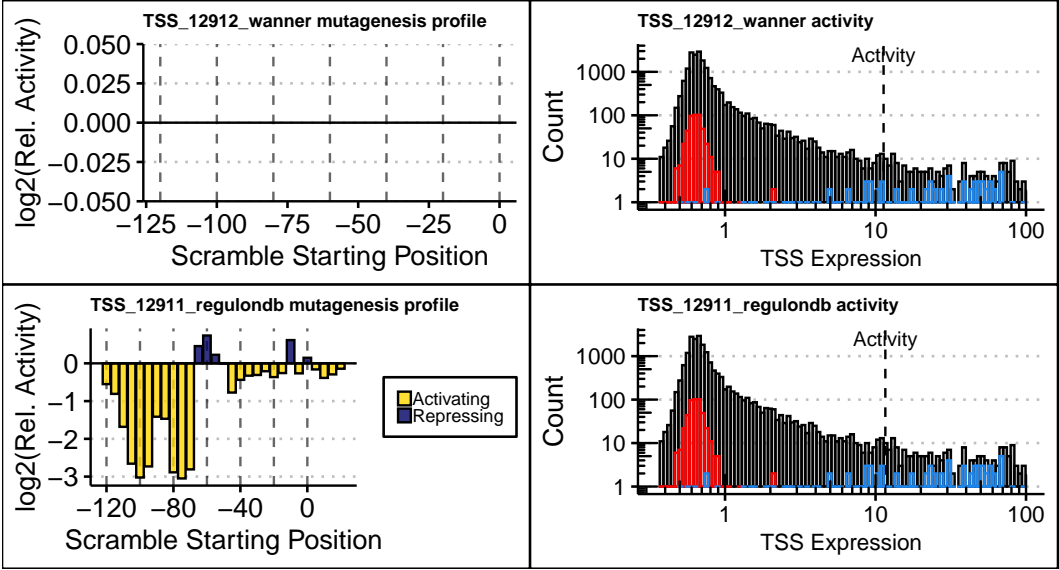 TSS_12912_wanner mutagenesis profile
log2(Rel. Activity)
0.050
0.025
0.000
−0.025
−0.050
−125 −100 −75 −50 −25 0
Scramble Starting Position
TSS_12912_wanner activity
Activity
Count
1000
100
10
1
1 10 100
TSS Expression
TSS_12911_regulondb mutagenesis profile
log2(Rel. Activity)
0
−1
−2
−3
−120 −80 −40 0
Scramble Starting Position
Activating
Repressing
TSS_12911_regulondb activity
Activity
Count
1000
100
10
1
1 10 100
TSS Expression